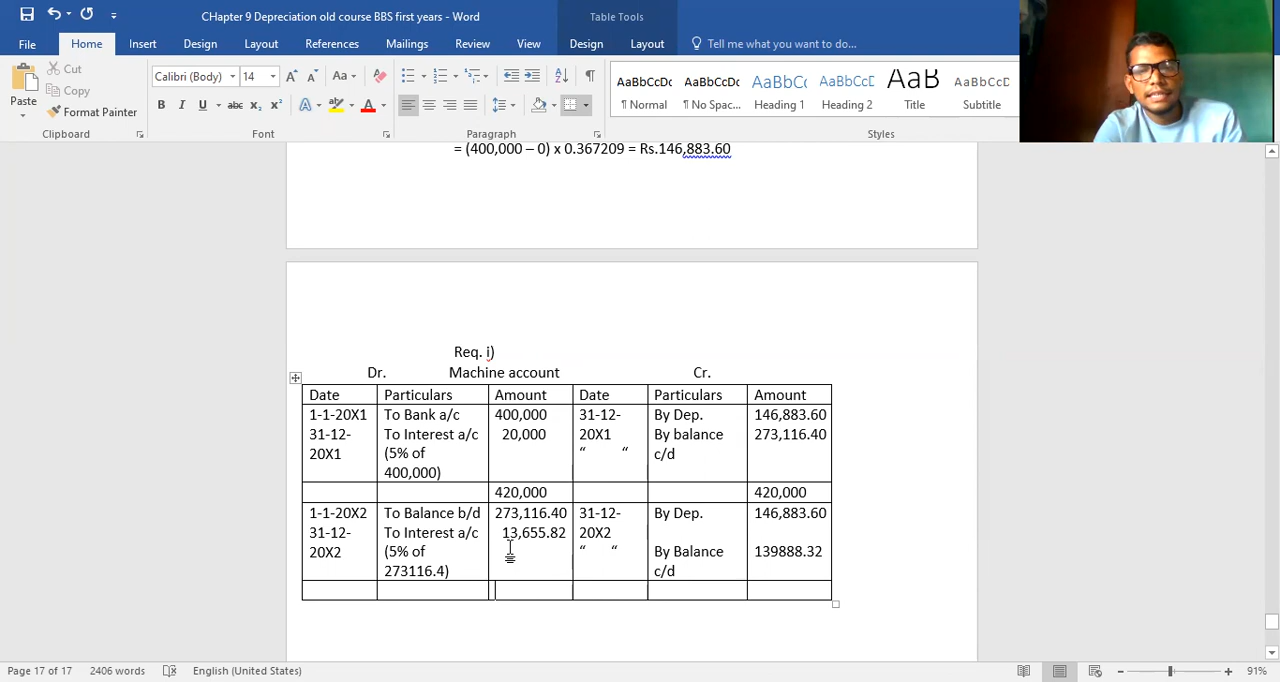 CHapter 9 Depreciation old course BBS first years - Word
Table Tools
File Home Insert Design Layout References Mailings Review View Design Layout Tell me what you want to do...
Paste
Cut
Copy
Format Painter
Calibri (Body) 14
AaBbCcDc AaBbCcDc AaBbCc AaBbCcE AaB AaBbCcD
¶ Normal ¶ No Spac... Heading 1 Heading 2 Title Subtitle
Clipboard Font Paragraph Styles
= (400,000 – 0) x 0.367209 = Rs.146,883.60
Req. i)
Dr. Machine account Cr.
Date Particulars Amount Date Particulars Amount
1-1-20X1 To Bank a/c 400,000 31-12- By Dep. 146,883.60
31-12- To Interest a/c 20,000 20X1 By balance 273,116.40
20X1 (5% of “ “ c/d
400,000)
420,000 420,000
1-1-20X2 To Balance b/d 273,116.40 31-12- By Dep. 146,883.60
31-12- To Interest a/c 13,655.82 20X2
20X2 (5% of “ “ By Balance 139888.32
273116.4) c/d
Page 17 of 17 2406 words English (United States) 91%